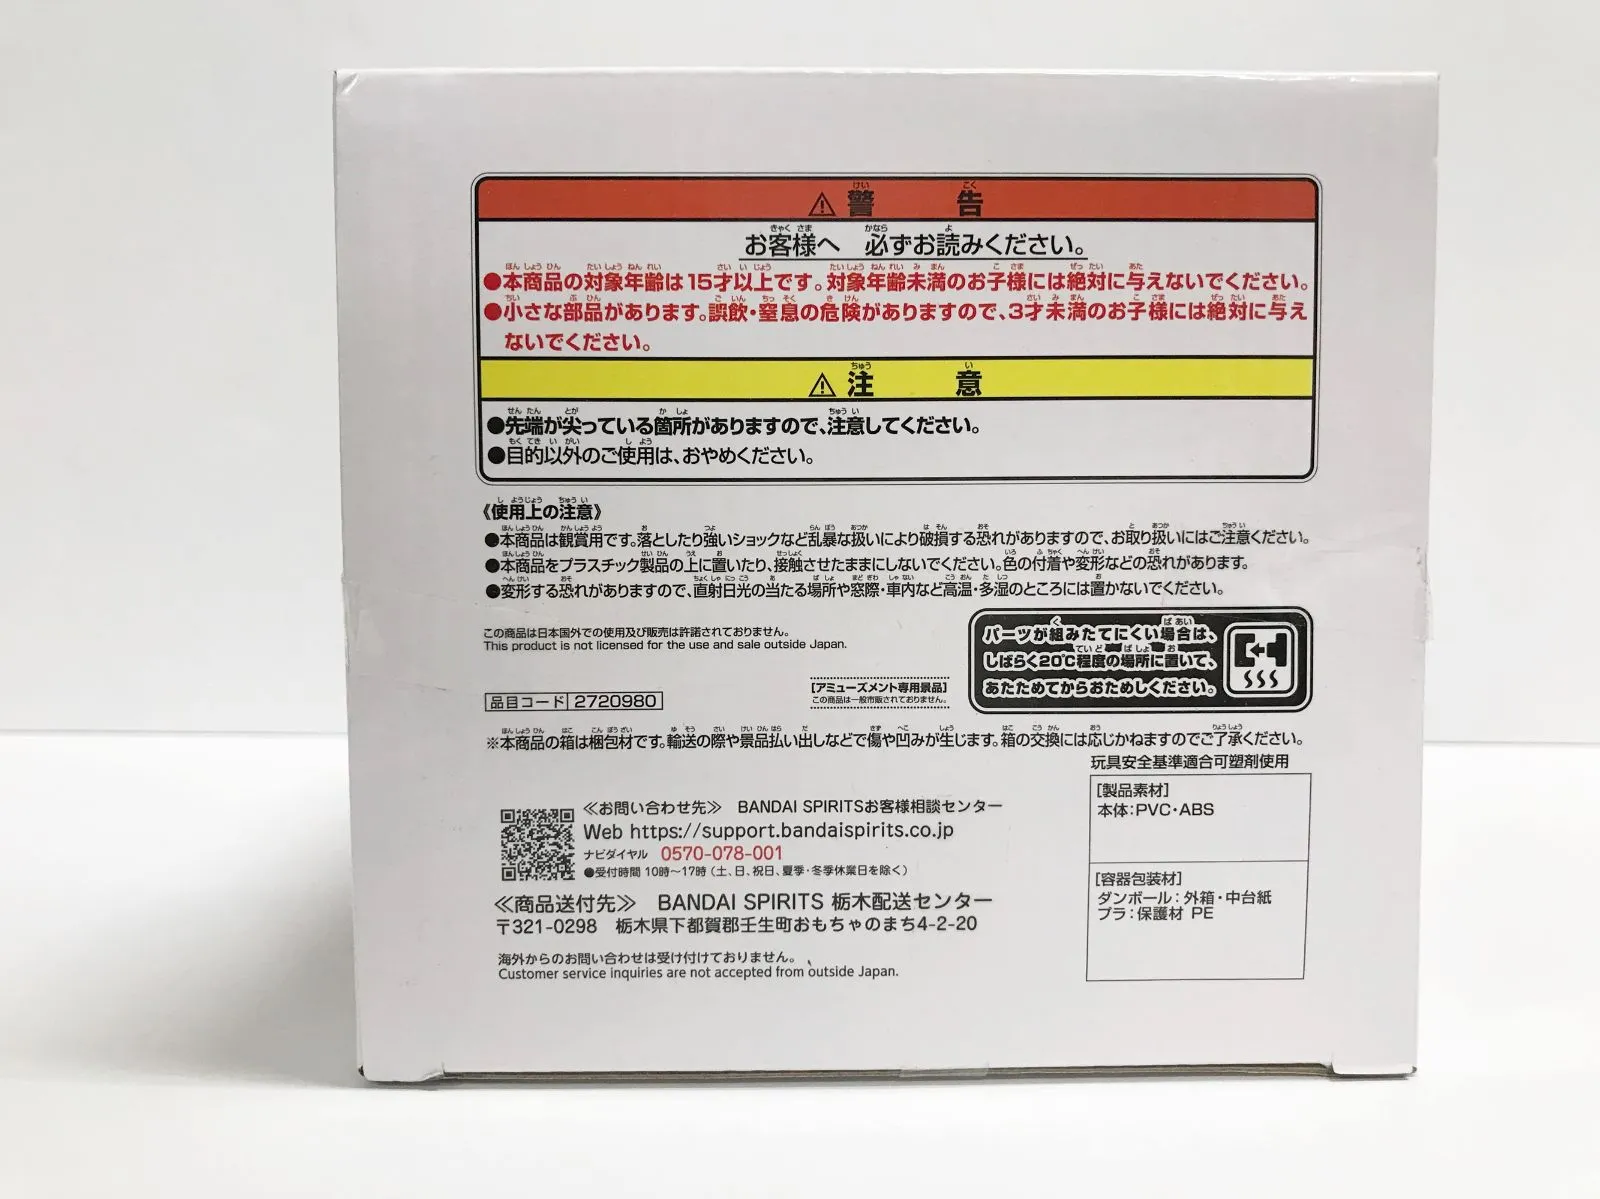 ⚠警告
お客様へ 必ずお読みください。
●本商品の対象年齢は15才以上です。対象年齢未満のお子様には絶対に与えないでください。
●小さな部品があります。誤飲・窒息の危険がありますので、3才未満のお子様には絶対に与え
ないでください。
⚠注意
●先端が尖っている箇所がありますので、注意してください。
●目的以外のご使用は、おやめください。
《使用上の注意》
●本商品は観賞用です。落としたり強いショックなど乱暴な扱いにより破損する恐れがありますので、お取り扱いにはご注意ください。
●本商品をプラスチック製品の上に置いたり、接触させたままにしないでください。色の付着や変形などの恐れがあります。
●変形する恐れがありますので、直射日光の当たる場所や窓際・車内など高温・多湿のところには置かないでください。
この商品は日本国外での使用及び販売は許諾されておりません。
This product is not licensed for the use and sale outside Japan.
パーツが組みたてにくい場合は、
しばらく20℃程度の場所に置いて、
あたためてからおためしください。
品目コード 2720980
[アミューズメント専用景品]
この商品は一般市販されておりません。
※本商品の箱は梱包材です。輸送の際や景品払い出しなどで傷や凹みが生じます。箱の交換には応じかねますのでご了承ください。
玩具安全基準適合可塑剤使用
[製品素材]
本体:PVC・ABS
[容器包装材]
ダンボール:外箱・中台紙
プラ:保護材 PE
≪お問い合わせ先≫ BANDAI SPIRITSお客様相談センター
Web https://support.bandaispirits.co.jp
ナビダイヤル 0570-078-001
●受付時間 10時〜17時（土、日、祝日、夏季・冬季休業日を除く）
≪商品送付先≫ BANDAI SPIRITS 栃木配送センター
〒321-0298 栃木県下都賀郡壬生町おもちゃのまち4-2-20
海外からのお問い合わせは受け付けておりません。
Customer service inquiries are not accepted from outside Japan.